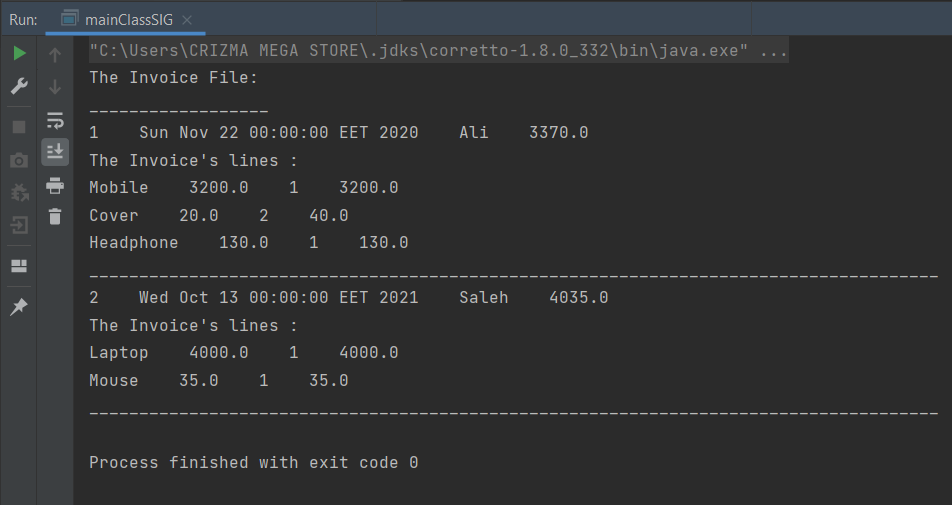 Run: mainClassSIG
"C:\Users\CRIZMA MEGA STORE\.jdks\corretto-1.8.0_332\bin\java.exe" ...
The Invoice File:
------------------
1    Sun Nov 22 00:00:00 EET 2020    Ali    3370.0
The Invoice's lines :
Mobile    3200.0    1    3200.0
Cover    20.0    2    40.0
Headphone    130.0    1    130.0
-------------------------------------------------------------------------------------
2    Wed Oct 13 00:00:00 EET 2021    Saleh    4035.0
The Invoice's lines :
Laptop    4000.0    1    4000.0
Mouse    35.0    1    35.0
-------------------------------------------------------------------------------------
Process finished with exit code 0